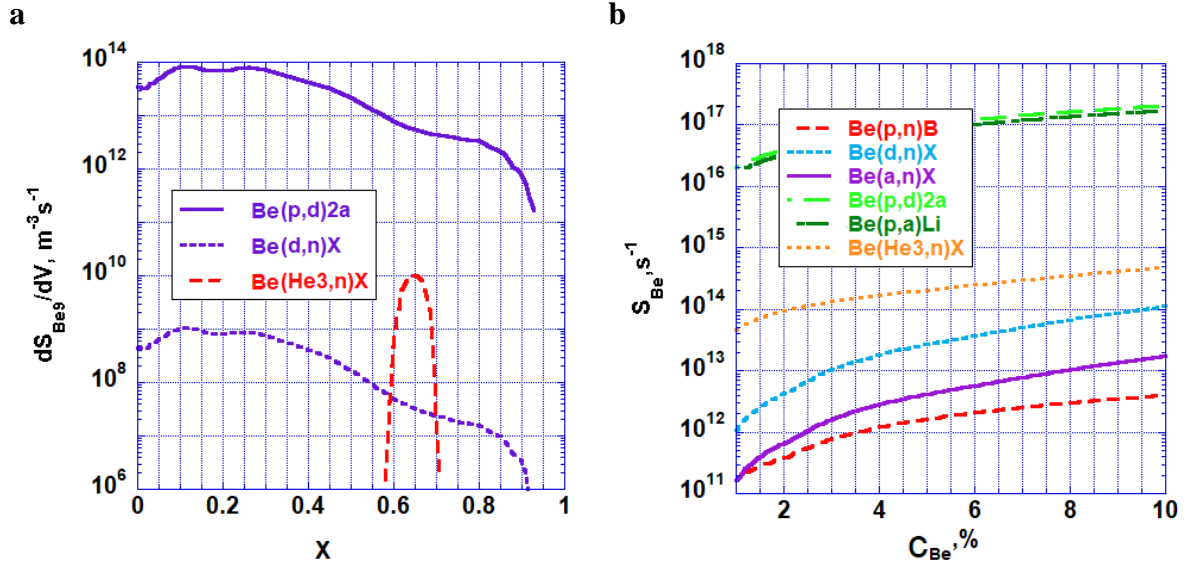 a
10^14
10^12
10^10
10^8
10^6
dS_Be9/dV, m^-3s^-1
Be(p,d)2a
Be(d,n)X
Be(He3,n)X
0 0.2 0.4 0.6 0.8 1
X
b
10^18
10^17
10^16
10^15
10^14
10^13
10^12
10^11
S_Be,s^-1
Be(p,n)B
Be(d,n)X
Be(a,n)X
Be(p,d)2a
Be(p,a)Li
Be(He3,n)X
2 4 6 8 10
C_Be,%